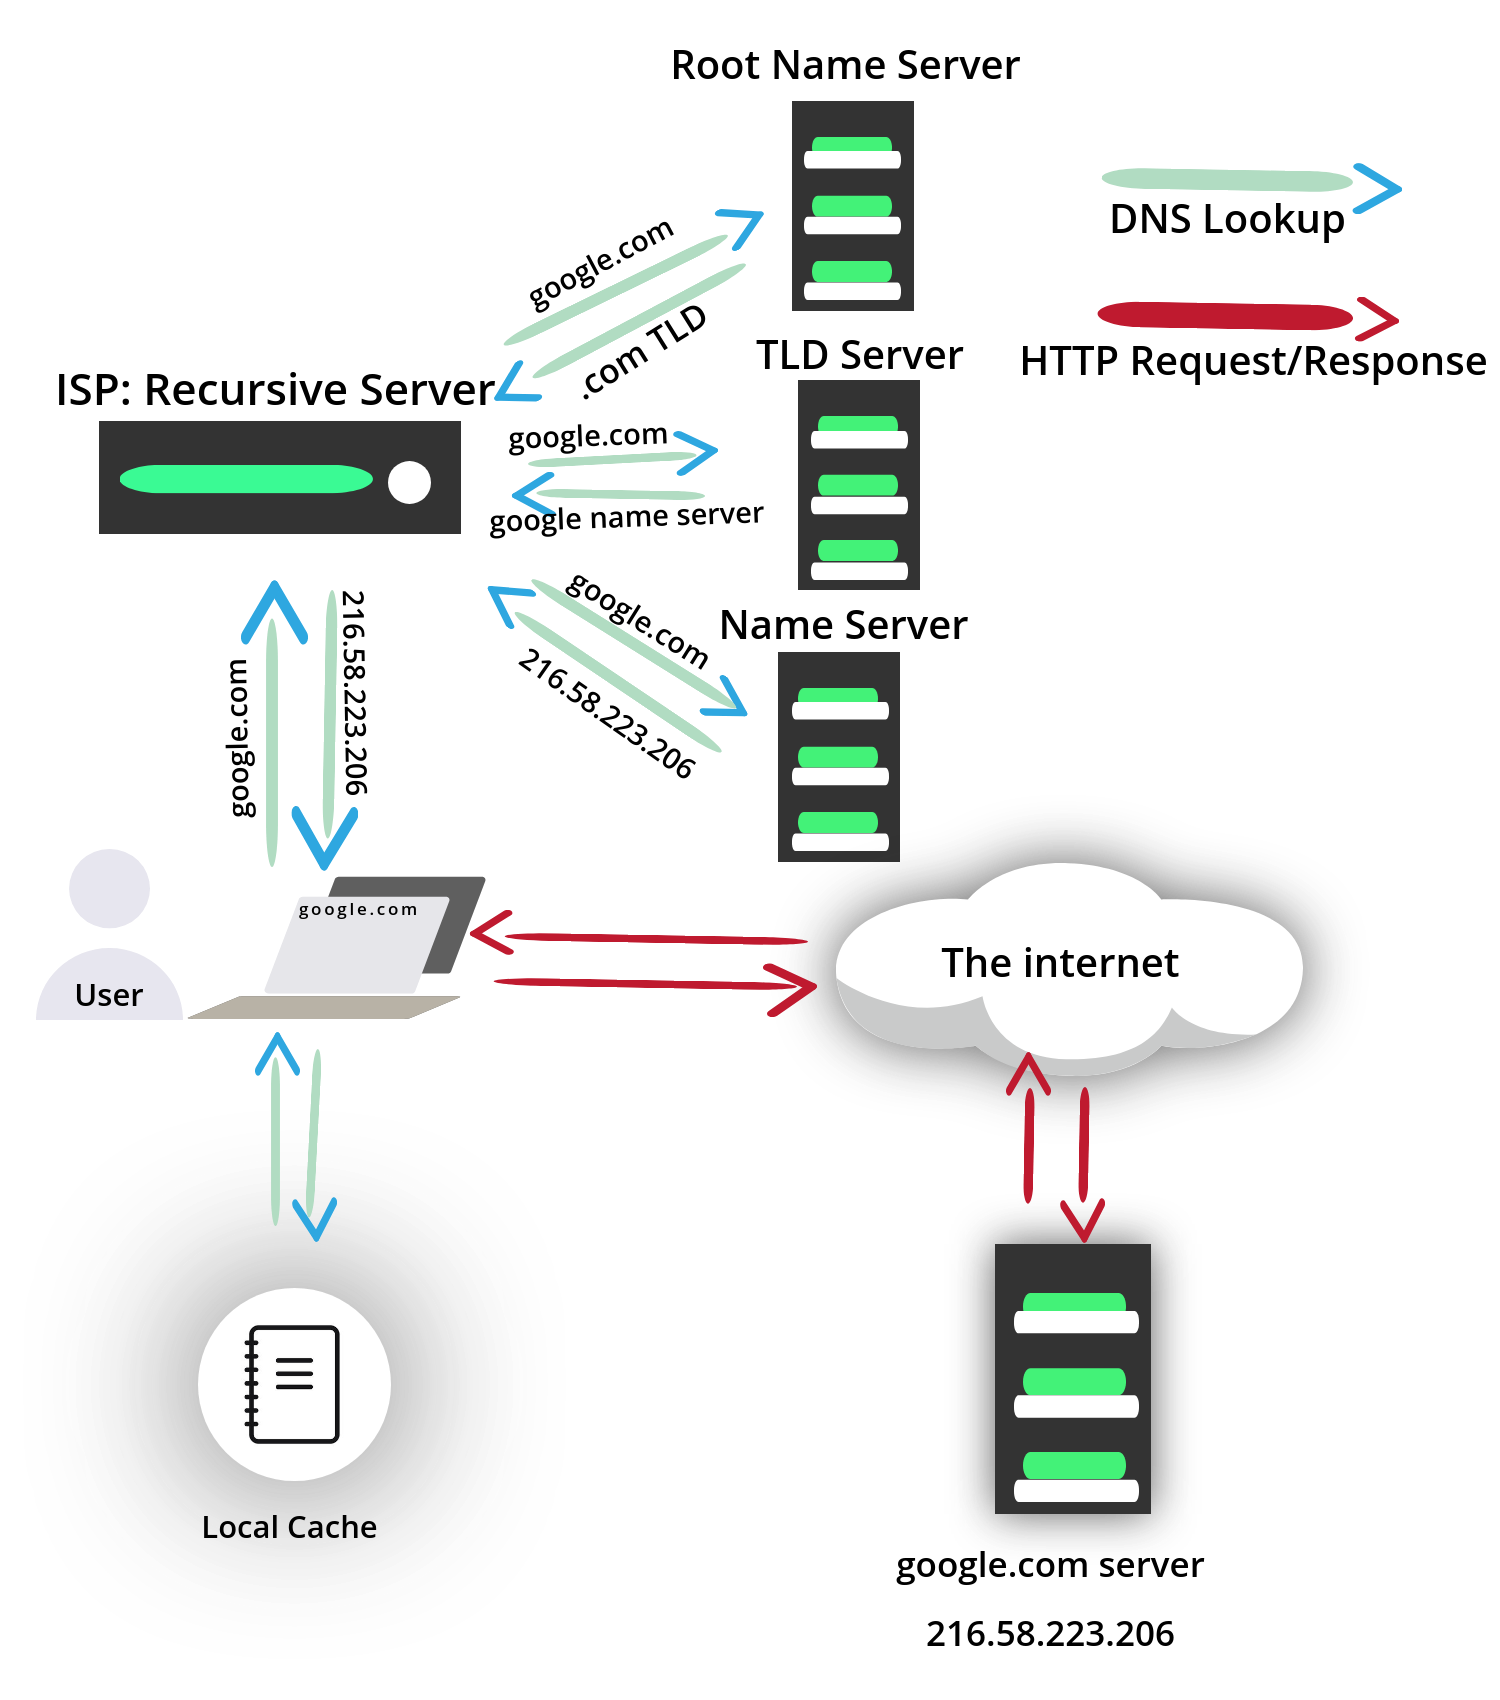 Root Name Server
DNS Lookup
google.com
.com TLD
HTTP Request/Response
TLD Server
ISP: Recursive Server
google.com
google name server
google.com
216.58.223.206
Name Server
google.com
216.58.223.206
google.com
User
The internet
Local Cache
google.com server
216.58.223.206